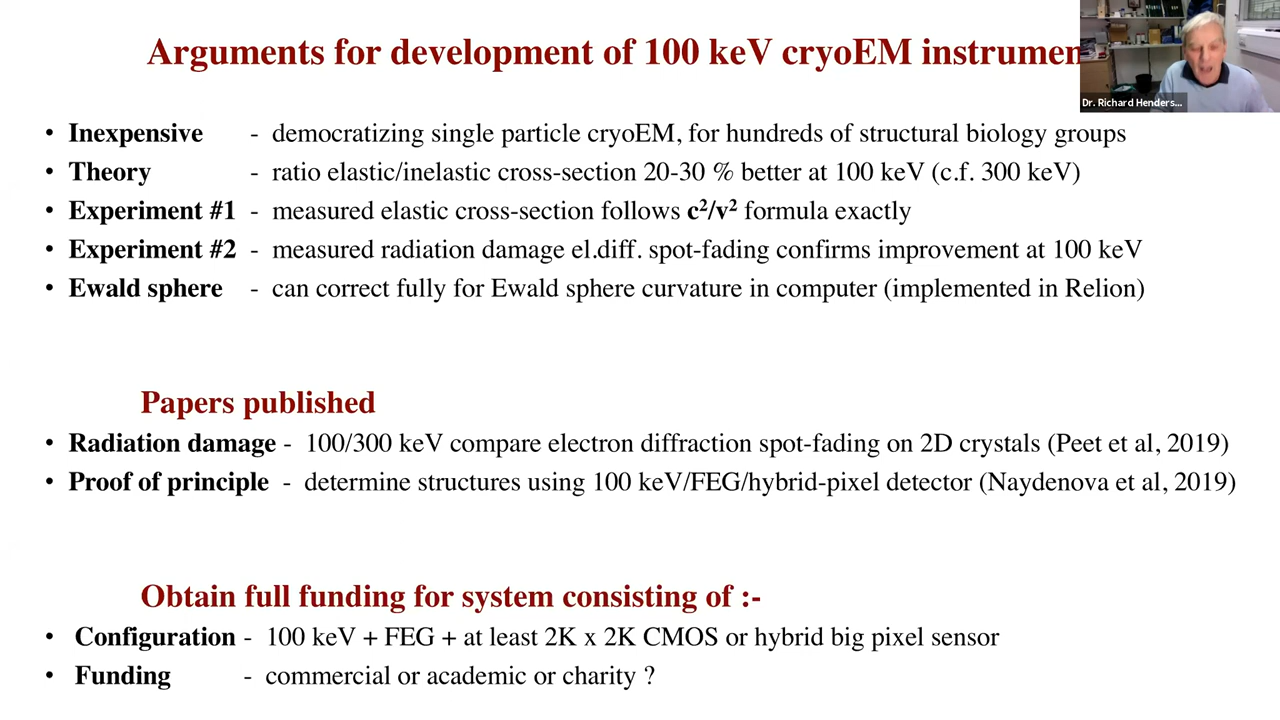 Arguments for development of 100 keV cryoEM instrumen
Dr. Richard Henders...
• Inexpensive - democratizing single particle cryoEM, for hundreds of structural biology groups
• Theory - ratio elastic/inelastic cross-section 20-30 % better at 100 keV (c.f. 300 keV)
• Experiment #1 - measured elastic cross-section follows c²/v² formula exactly
• Experiment #2 - measured radiation damage el.diff. spot-fading confirms improvement at 100 keV
• Ewald sphere - can correct fully for Ewald sphere curvature in computer (implemented in Relion)
Papers published
• Radiation damage - 100/300 keV compare electron diffraction spot-fading on 2D crystals (Peet et al, 2019)
• Proof of principle - determine structures using 100 keV/FEG/hybrid-pixel detector (Naydenova et al, 2019)
Obtain full funding for system consisting of :-
• Configuration - 100 keV + FEG + at least 2K x 2K CMOS or hybrid big pixel sensor
• Funding - commercial or academic or charity ?